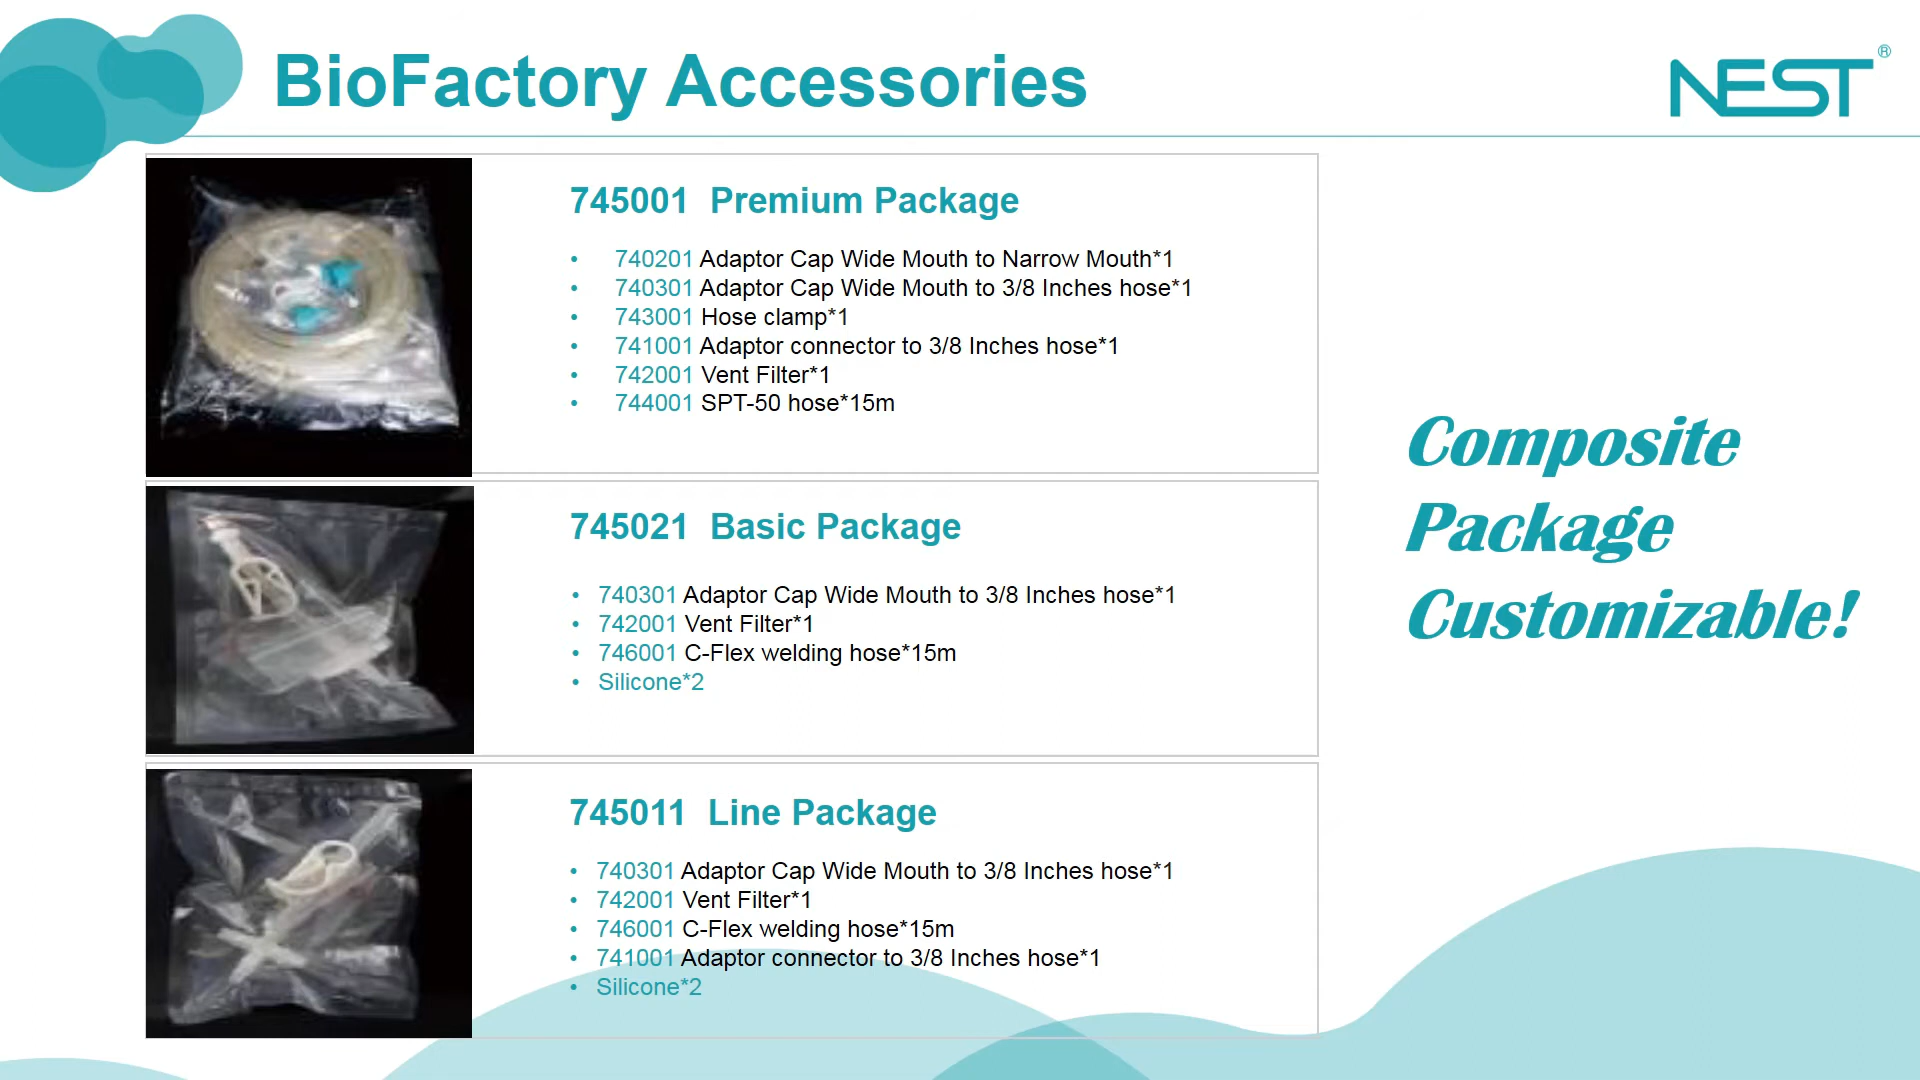 BioFactory Accessories
NEST®
745001 Premium Package
• 740201 Adaptor Cap Wide Mouth to Narrow Mouth*1
• 740301 Adaptor Cap Wide Mouth to 3/8 Inches hose*1
• 743001 Hose clamp*1
• 741001 Adaptor connector to 3/8 Inches hose*1
• 742001 Vent Filter*1
• 744001 SPT-50 hose*15m
745021 Basic Package
• 740301 Adaptor Cap Wide Mouth to 3/8 Inches hose*1
• 742001 Vent Filter*1
• 746001 C-Flex welding hose*15m
• Silicone*2
745011 Line Package
• 740301 Adaptor Cap Wide Mouth to 3/8 Inches hose*1
• 742001 Vent Filter*1
• 746001 C-Flex welding hose*15m
• 741001 Adaptor connector to 3/8 Inches hose*1
• Silicone*2
Composite
Package
Customizable!